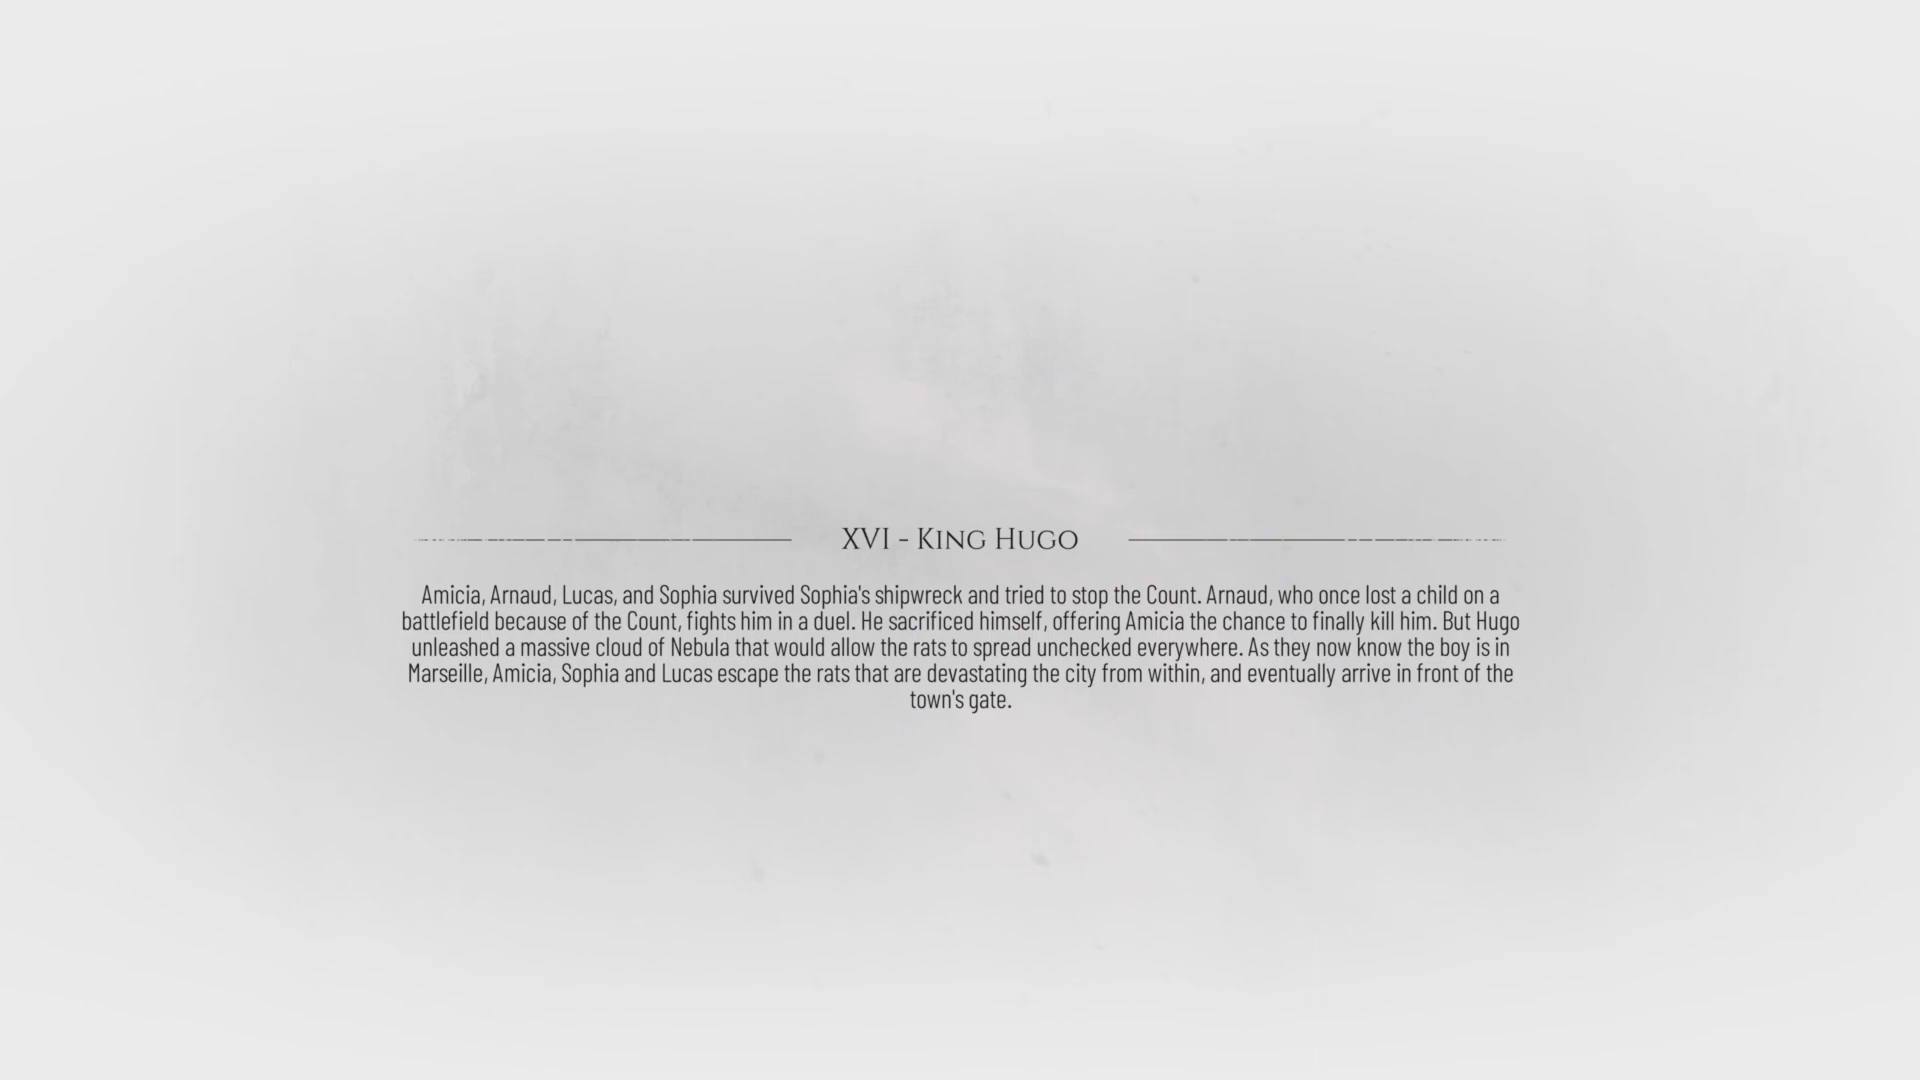 XVI - King Hugo
Amicia, Arnaud, Lucas, and Sophia survived Sophia's shipwreck and tried to stop the Count. Arnaud, who once lost a child on a
battlefield because of the Count, fights him in a duel. He sacrificed himself, offering Amicia the chance to finally kill him. But Hugo
unleashed a massive cloud of Nebula that would allow the rats to spread unchecked everywhere. As they now know the boy is in
Marseille, Amicia, Sophia and Lucas escape the rats that are devastating the city from within, and eventually arrive in front of the
town's gate.